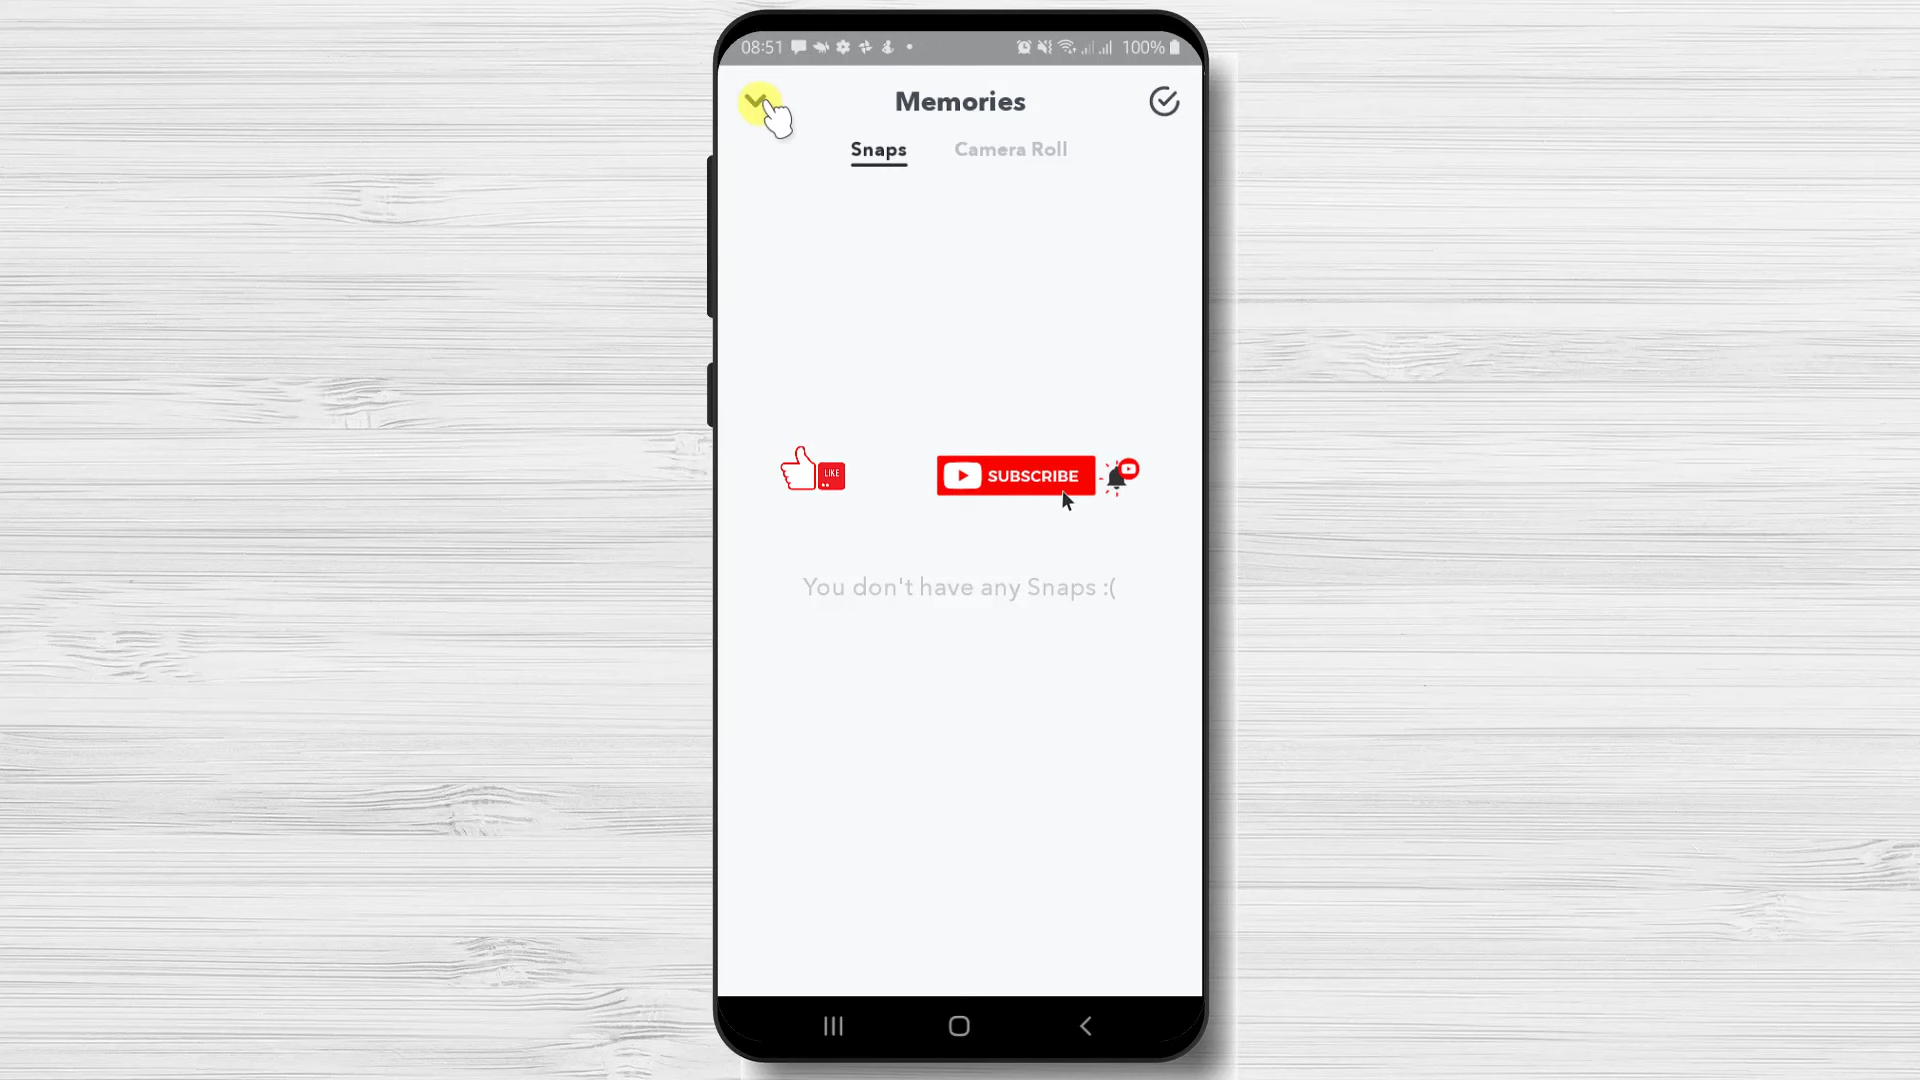 08:51 100%
Memories
Snaps Camera Roll
LIKE
SUBSCRIBE
You don't have any Snaps :(